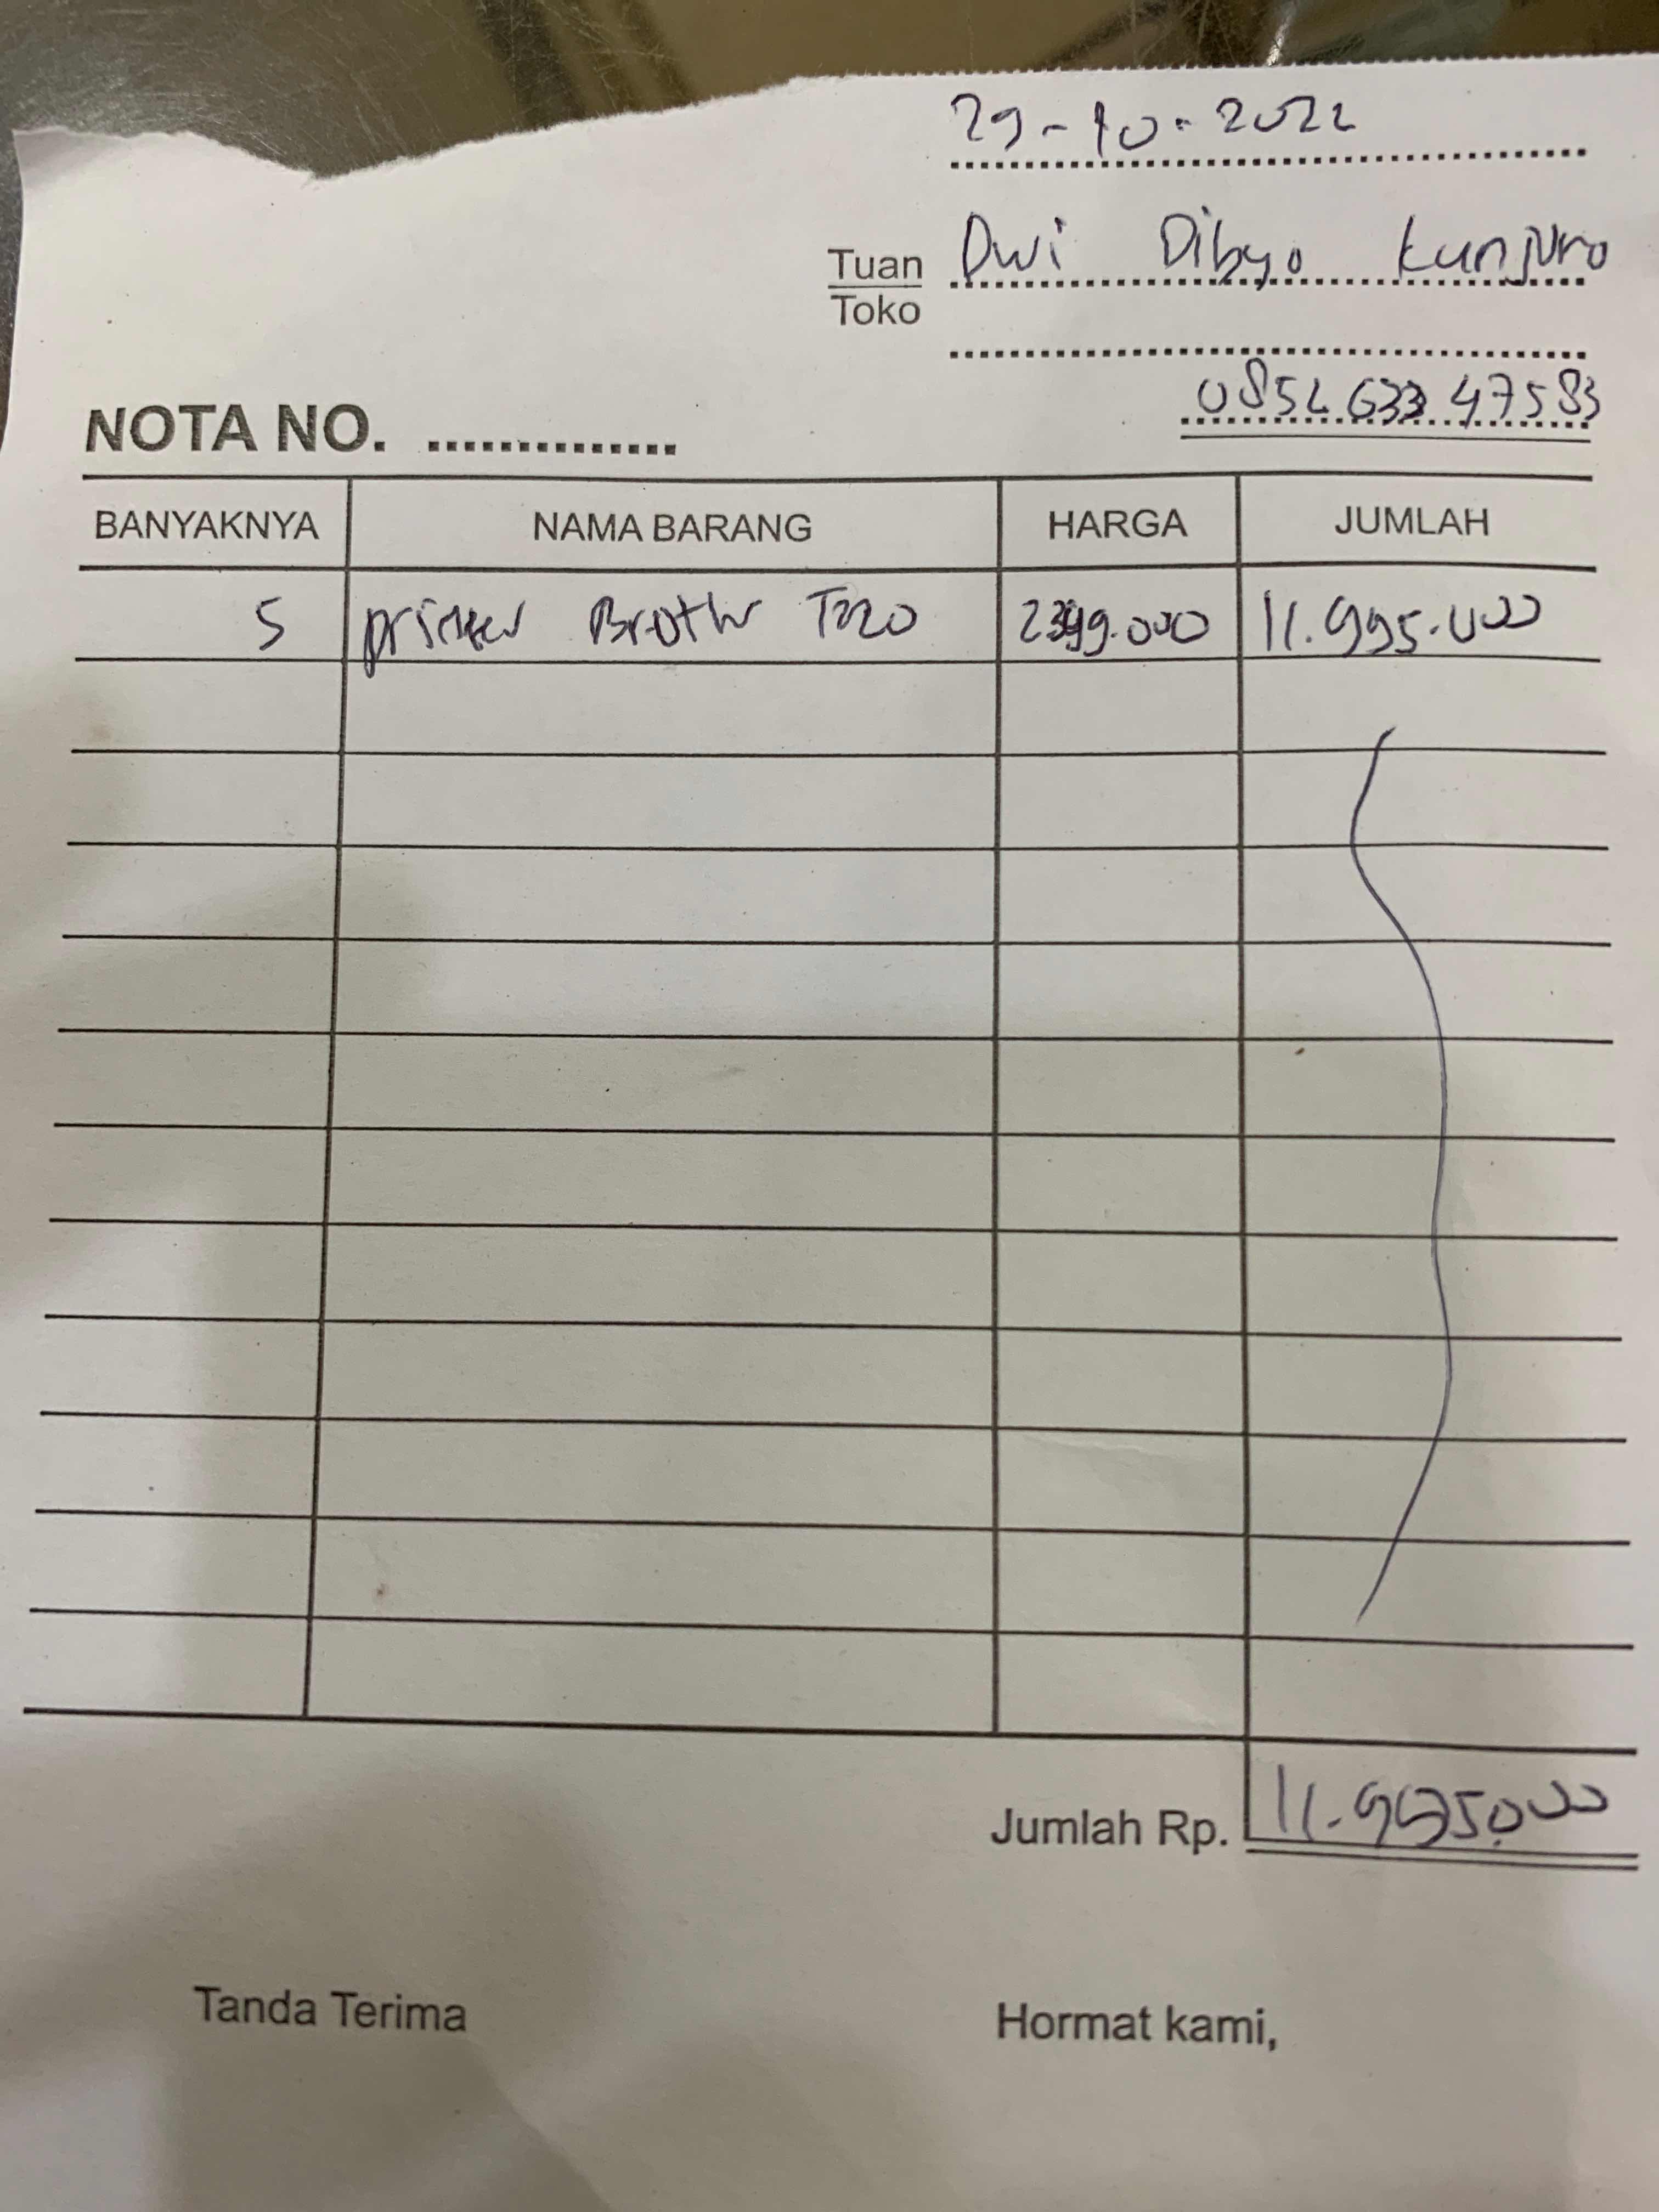 29-10-2022
Tuan Dwi Dibyo Kunjoro
Toko
0852 633 47583
NOTA NO. ..............
BANYAKNYA NAMA BARANG HARGA JUMLAH
5 printer Brother T220 2399.000 11.995.000
Jumlah Rp. 11.995.000
Tanda Terima Hormat kami,